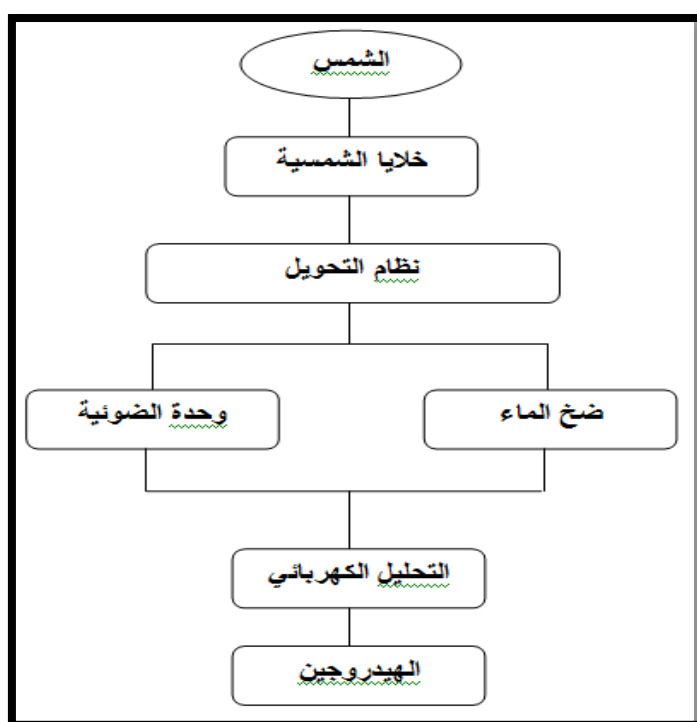 الشمس
خلايا الشمسية
نظام التحويل
ضخ الماء
وحدة الضوئية
التحليل الكهربائي
الهيدروجين